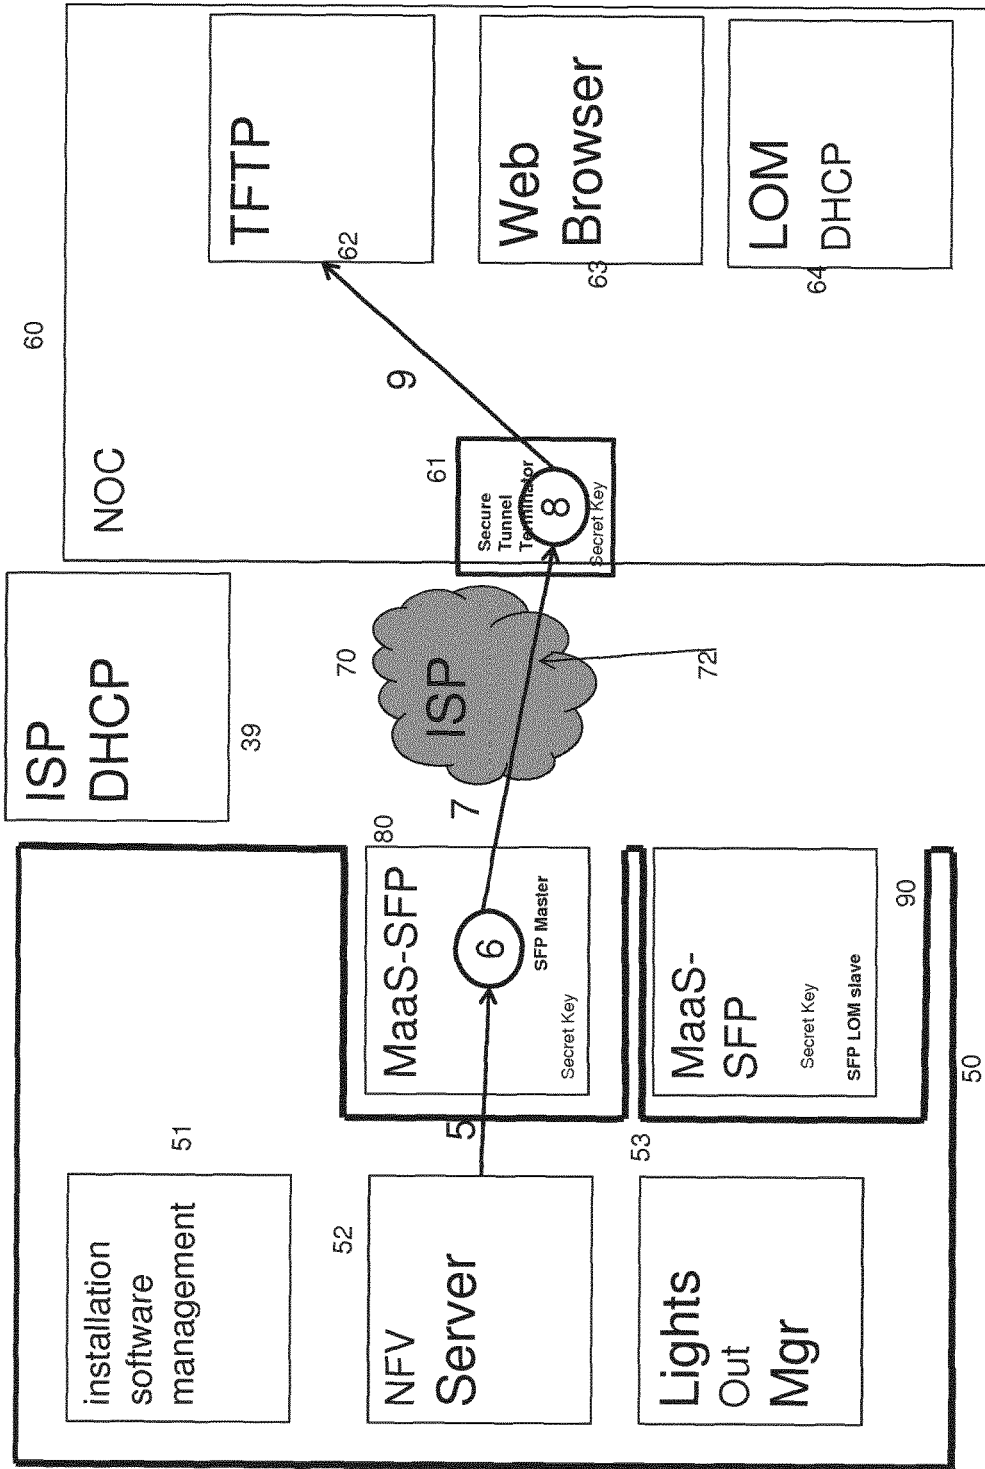 installation
software
management
51
52
NFV
Server
Lights
Out
Mgr
53
50
5
MaaS-SFP
80
6
SFP Master
Secret Key
MaaS-
SFP
Secret Key
SFP LOM slave
90
ISP
DHCP
39
7
70
ISP
72
60
NOC
61
Secure
Tunnel
Terminator
8
Secret Key
9
TFTP
62
Web
Browser
63
LOM
DHCP
64